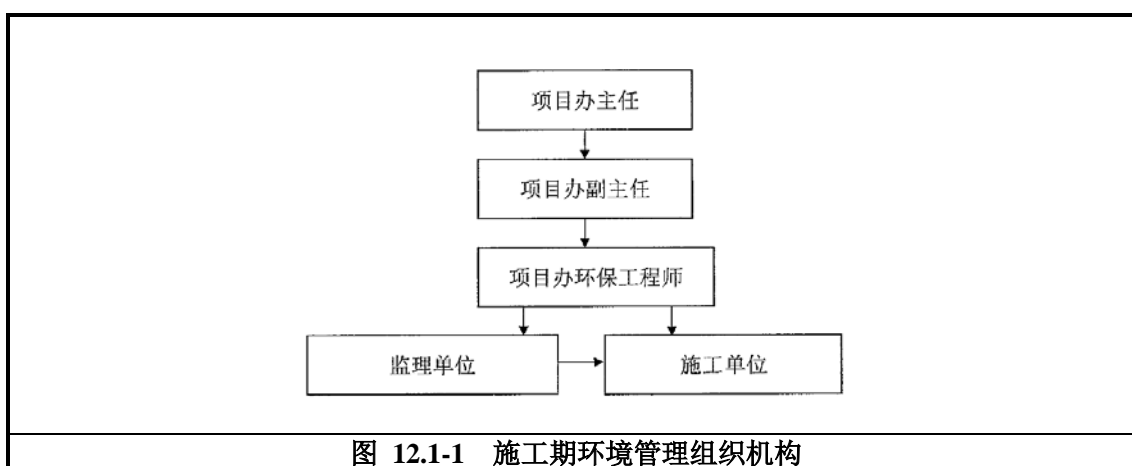 项目办主任
项目办副主任
项目办环保工程师
监理单位
施工单位
图 12.1-1 施工期环境管理组织机构